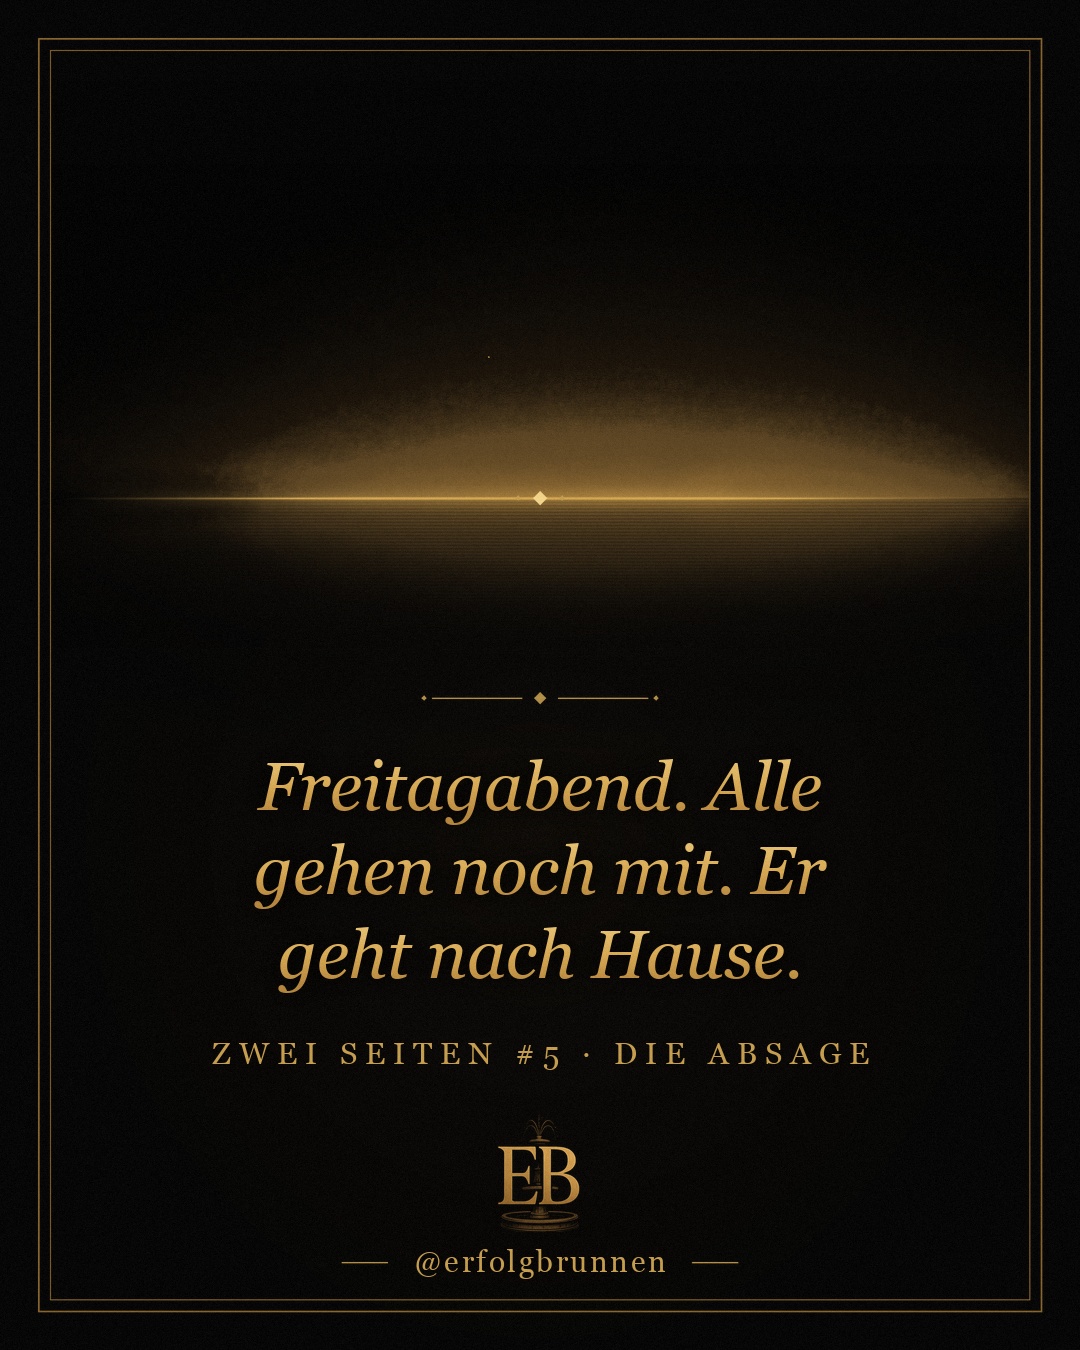 Freitagabend. Alle
gehen noch mit. Er
geht nach Hause.
ZWEI SEITEN #5 · DIE ABSAGE
EB
@erfolgbrunnen